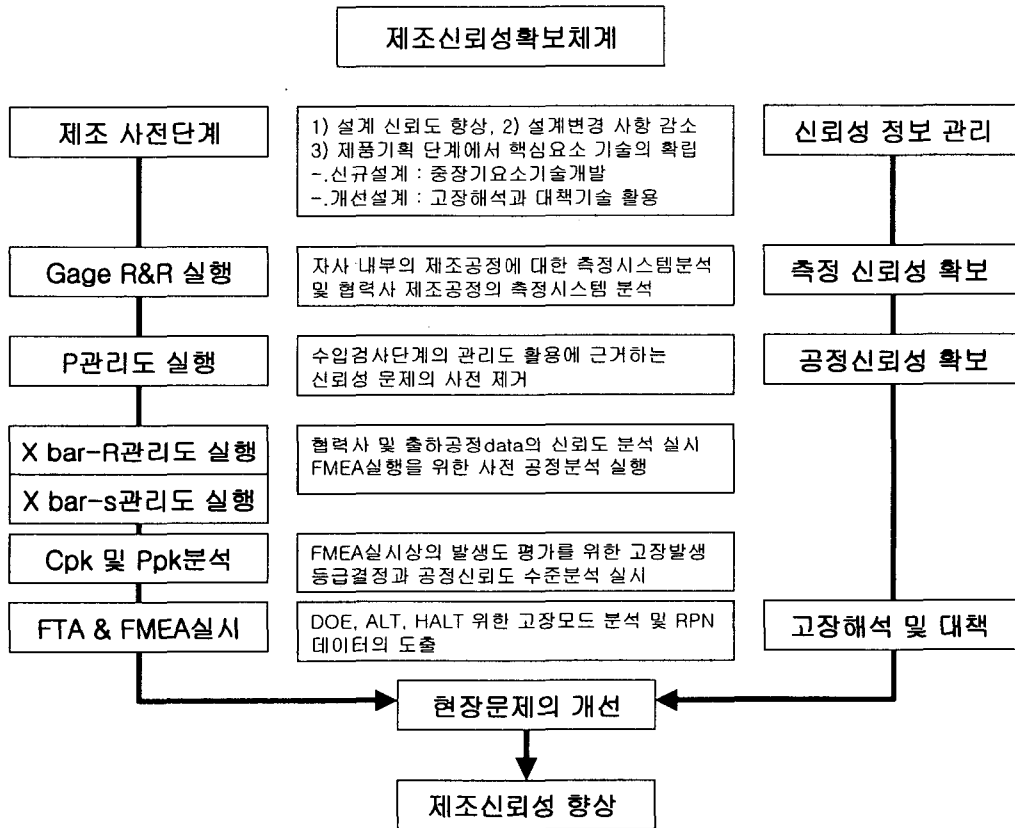 제조신뢰성확보체계
제조 사전단계
1) 설계 신뢰도 향상, 2) 설계변경 사항 감소
3) 제품기획 단계에서 핵심요소 기술의 확립
-.신규설계 : 중장기요소기술개발
-.개선설계 : 고장해석과 대책기술 활용
신뢰성 정보 관리
Gage R&R 실행
자사 내부의 제조공정에 대한 측정시스템분석
및 협력사 제조공정의 측정시스템 분석
측정 신뢰성 확보
P관리도 실행
수입검사단계의 관리도 활용에 근거하는
신뢰성 문제의 사전 제거
공정신뢰성 확보
X bar-R관리도 실행
X bar-s관리도 실행
협력사 및 출하공정data의 신뢰도 분석 실시
FMEA실행을 위한 사전 공정분석 실행
Cpk 및 Ppk분석
FMEA실시상의 발생도 평가를 위한 고장발생
등급결정과 공정신뢰도 수준분석 실시
FTA & FMEA실시
DOE, ALT, HALT 위한 고장모드 분석 및 RPN
데이터의 도출
고장해석 및 대책
현장문제의 개선
제조신뢰성 향상